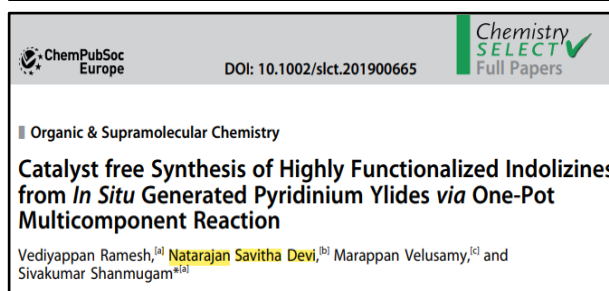 ChemPubSoc
Europe
DOI: 10.1002/slct.201900665
Chemistry
SELECT
Full Papers
Organic & Supramolecular Chemistry
Catalyst free Synthesis of Highly Functionalized Indolizines
from In Situ Generated Pyridinium Ylides via One-Pot
Multicomponent Reaction
Vediyappan Ramesh,[a] Natarajan Savitha Devi,[b] Marappan Velusamy,[c] and
Sivakumar Shanmugam*[a]